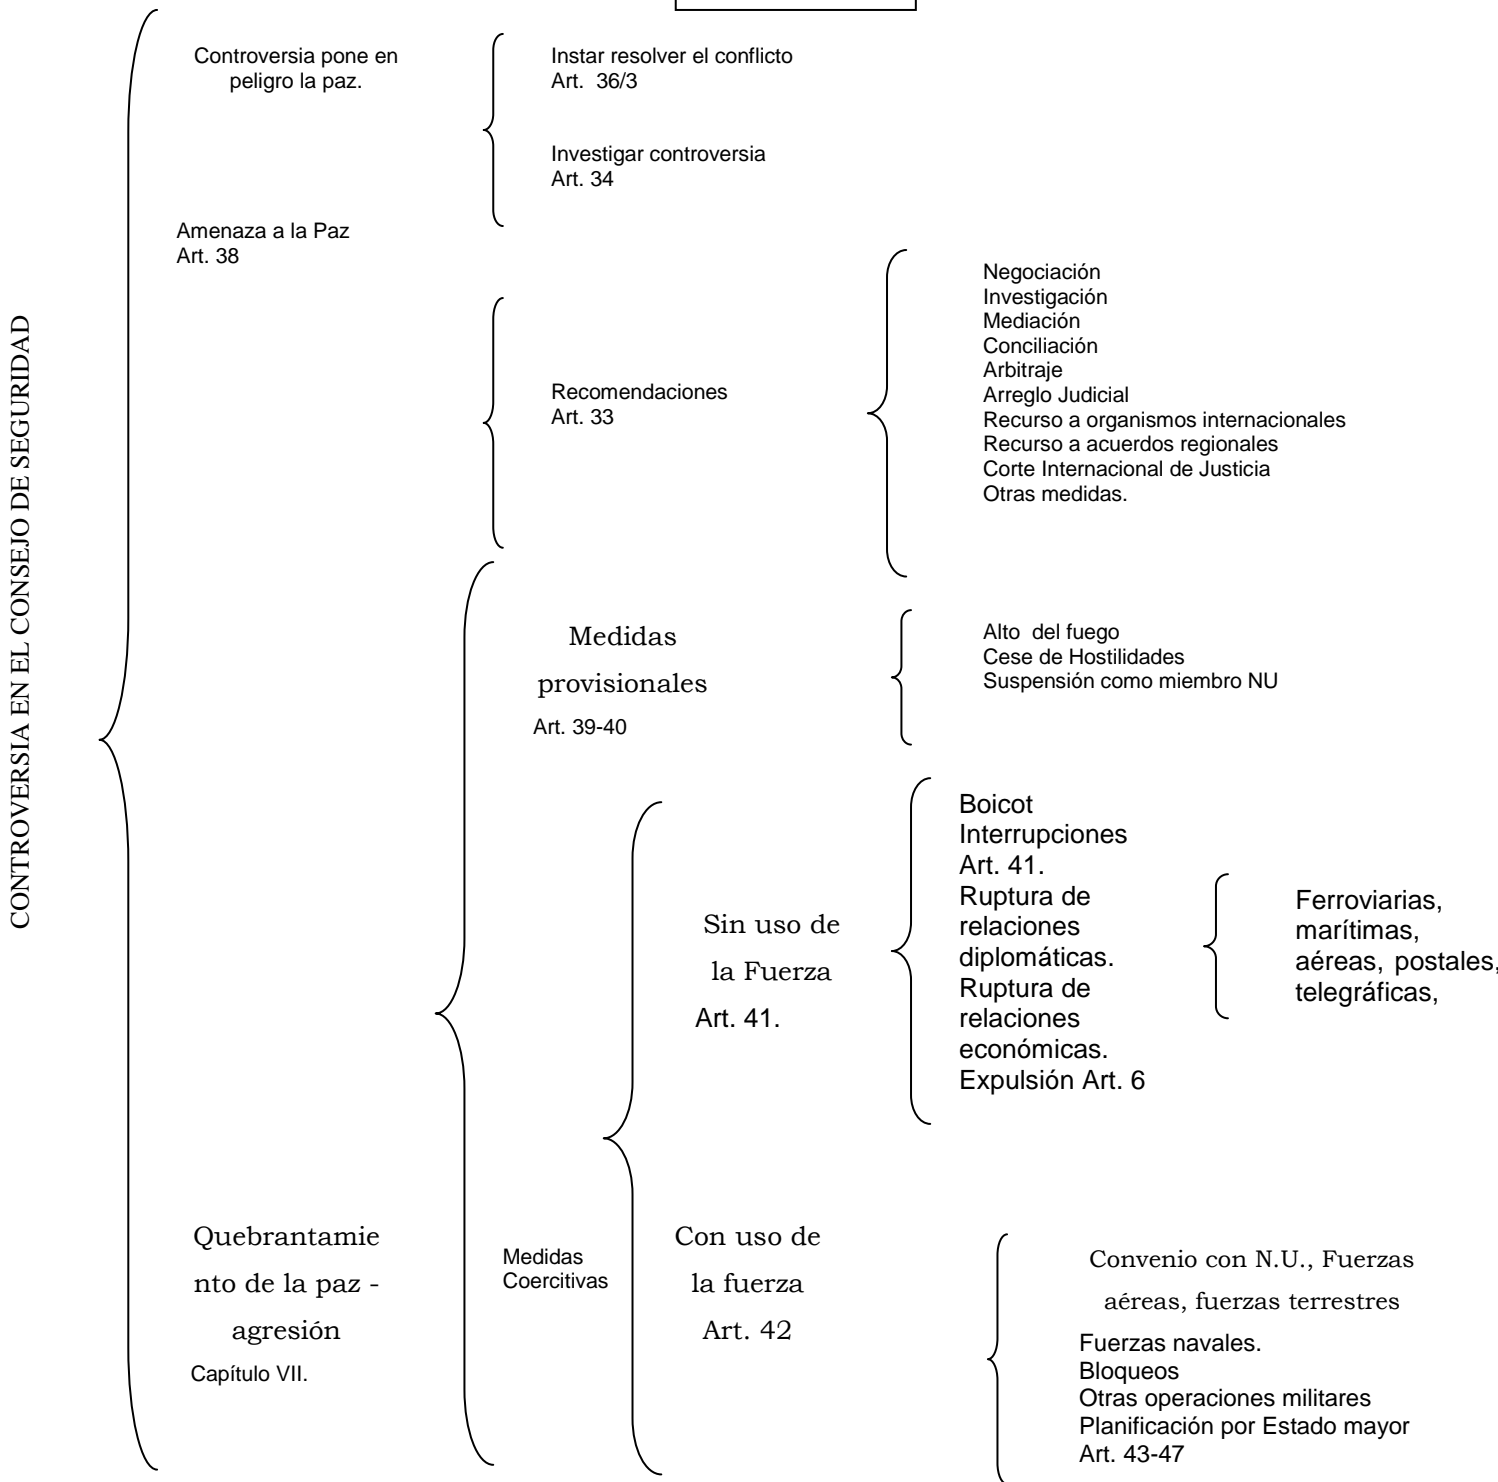 CONTROVERSIA EN EL CONSEJO DE SEGURIDAD
Controversia pone en
peligro la paz.
Instar resolver el conflicto
Art.  36/3
Investigar controversia
Art. 34
Amenaza a la Paz
Art. 38
Recomendaciones
Art. 33
Negociación
Investigación
Mediación
Conciliación
Arbitraje
Arreglo Judicial
Recurso a organismos internacionales
Recurso a acuerdos regionales
Corte Internacional de Justicia
Otras medidas.
Medidas
provisionales
Art. 39-40
Alto  del fuego
Cese de Hostilidades
Suspensión como miembro NU
Sin uso de
la Fuerza
Art. 41.
Boicot
Interrupciones
Art. 41.
Ruptura de
relaciones
diplomáticas.
Ruptura de
relaciones
económicas.
Expulsión Art. 6
Ferroviarias,
marítimas,
aéreas, postales,
telegráficas,
Quebrantamie
nto de la paz -
agresión
Capítulo VII.
Medidas
Coercitivas
Con uso de
la fuerza
Art. 42
Convenio con N.U., Fuerzas
aéreas, fuerzas terrestres
Fuerzas navales.
Bloqueos
Otras operaciones militares
Planificación por Estado mayor
Art. 43-47